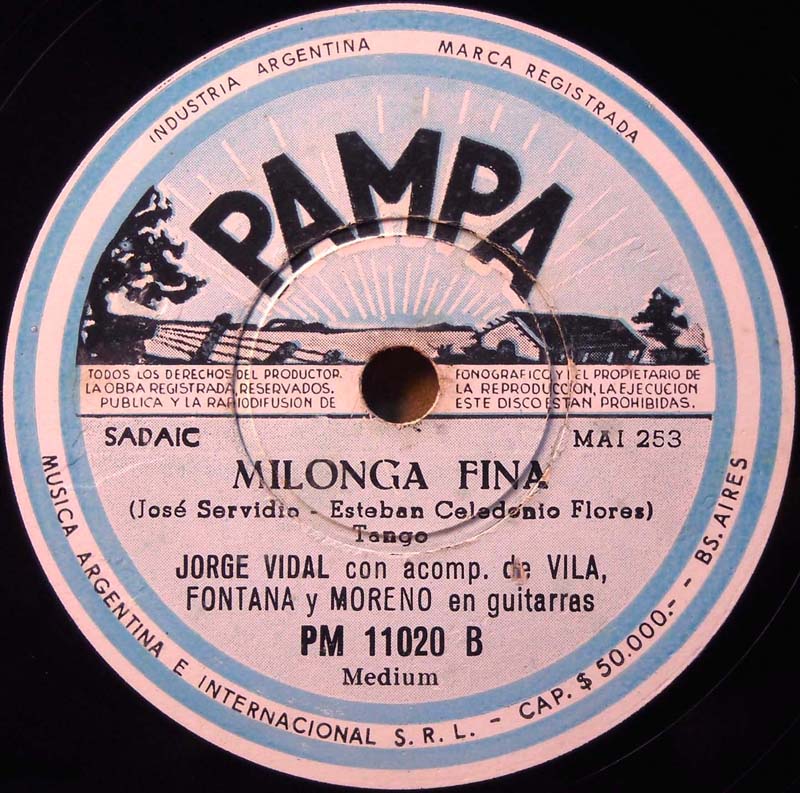 INDUSTRIA ARGENTINA MARCA REGISTRADA
PAMPA
TODOS LOS DERECHOS DEL PRODUCTOR FONOGRAFICO Y EL PROPIETARIO DE
LA OBRA REGISTRADA, RESERVADOS. LA REPRODUCCION, LA EJECUCION
PUBLICA Y LA RADIODIFUSION DE ESTE DISCO ESTAN PROHIBIDAS.
SADAIC MAI 253
MILONGA FINA
(José Servidio - Esteban Celedonio Flores)
Tango
JORGE VIDAL con acomp. de VILA,
FONTANA y MORENO en guitarras
PM 11020 B
Medium
MUSICA ARGENTINA E INTERNACIONAL S.R.L. - CAP. $ 50.000.- - BS. AIRES